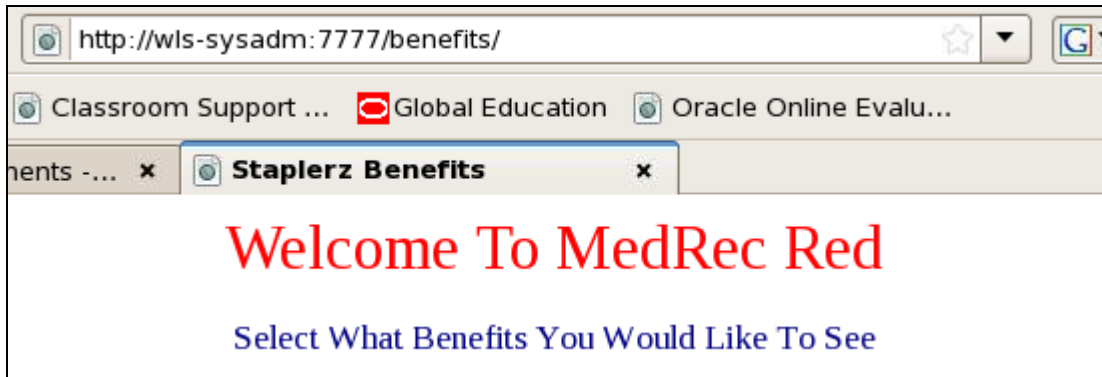 http://wls-sysadm:7777/benefits/
Classroom Support ... Global Education Oracle Online Evalu...
ents -... Staplerz Benefits
Welcome To MedRec Red
Select What Benefits You Would Like To See